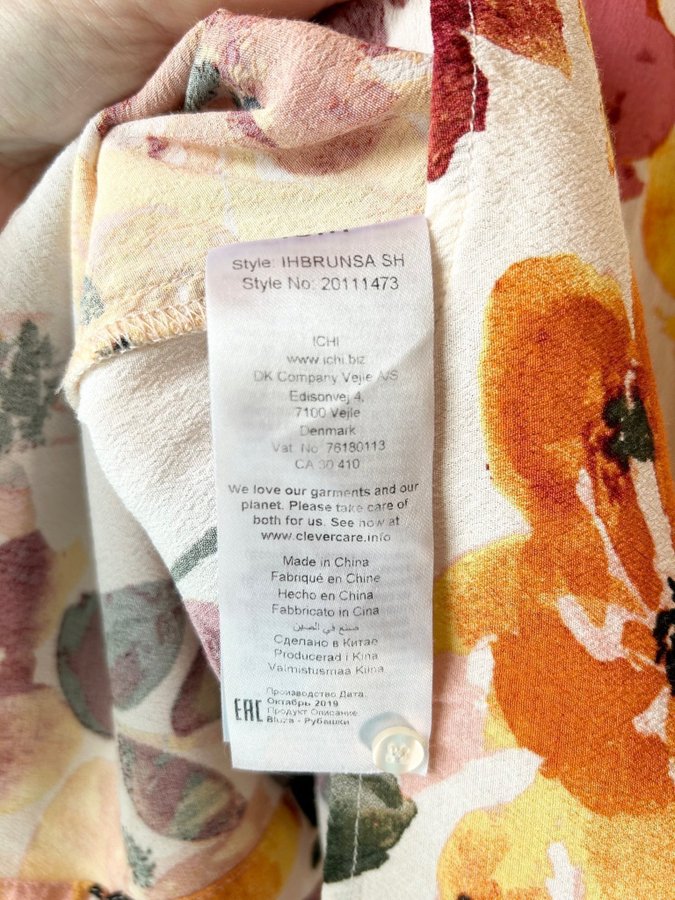 Style: IHBRUNSA SH
Style No: 20111473
ICHI
www.ichi.biz
DK Company Vejle A/S
Edisonvej 4,
7100 Vejle
Denmark
Vat. No 76180113
CA 30 410
We love our garments and our
planet. Please take care of
both for us. See how at
www.clevercare.info
Made in China
Fabriqué en Chine
Hecho en China
Fabbricato in Cina
صنع في الصين
Сделано в Китае
Producerad i Kina
Valmistusmaa Kiina
EAC
Производство Дата:
Октябрь 2019
Продукт Описание:
Bluza - Рубашки